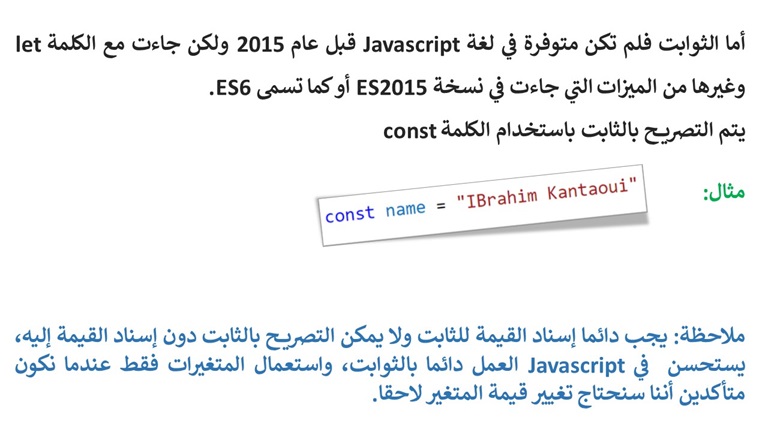 أما الثوابت فلم تكن متوفرة في لغة Javascript قبل عام 2015 ولكن جاءت مع الكلمة let
وغيرها من الميزات التي جاءت في نسخة ES2015 أو كما تسمى ES6.
يتم التصريح بالثابت باستخدام الكلمة const
مثال:
const name = "IBrahim Kantaoui"
ملاحظة: يجب دائما إسناد القيمة للثابت ولا يمكن التصريح بالثابت دون إسناد القيمة إليه،
يستحسن في Javascript العمل دائما بالثوابت، واستعمال المتغيرات فقط عندما نكون
متأكدين أننا سنحتاج تغيير قيمة المتغير لاحقا.